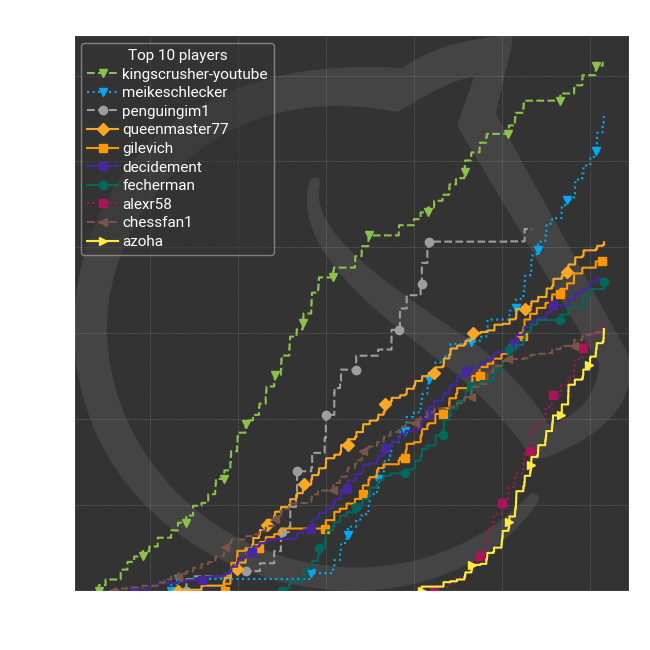 Top 10 players
kingscrusher-youtube
meikeschlecker
penguingim1
queenmaster77
gilevich
decidement
fecherman
alexr58
chessfan1
azoha